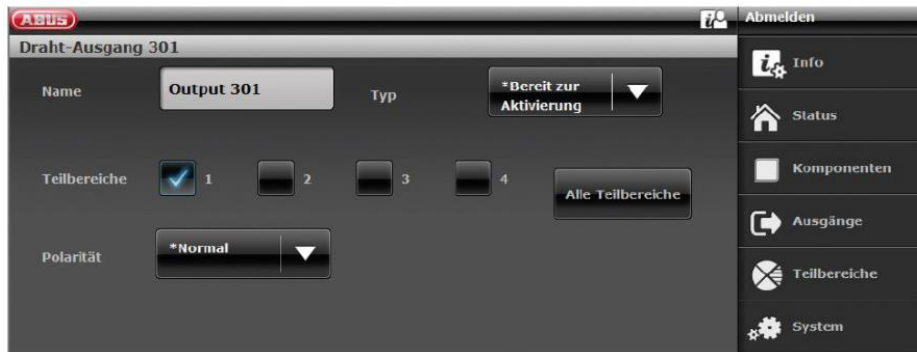 ABUS
Draht-Ausgang 301
Name
Output 301
Typ
*Bereit zur
Aktivierung
Teilbereiche
1
2
3
4
Alle Teilbereiche
Polarität
*Normal
Abmelden
Info
Status
Komponenten
Ausgänge
Teilbereiche
System